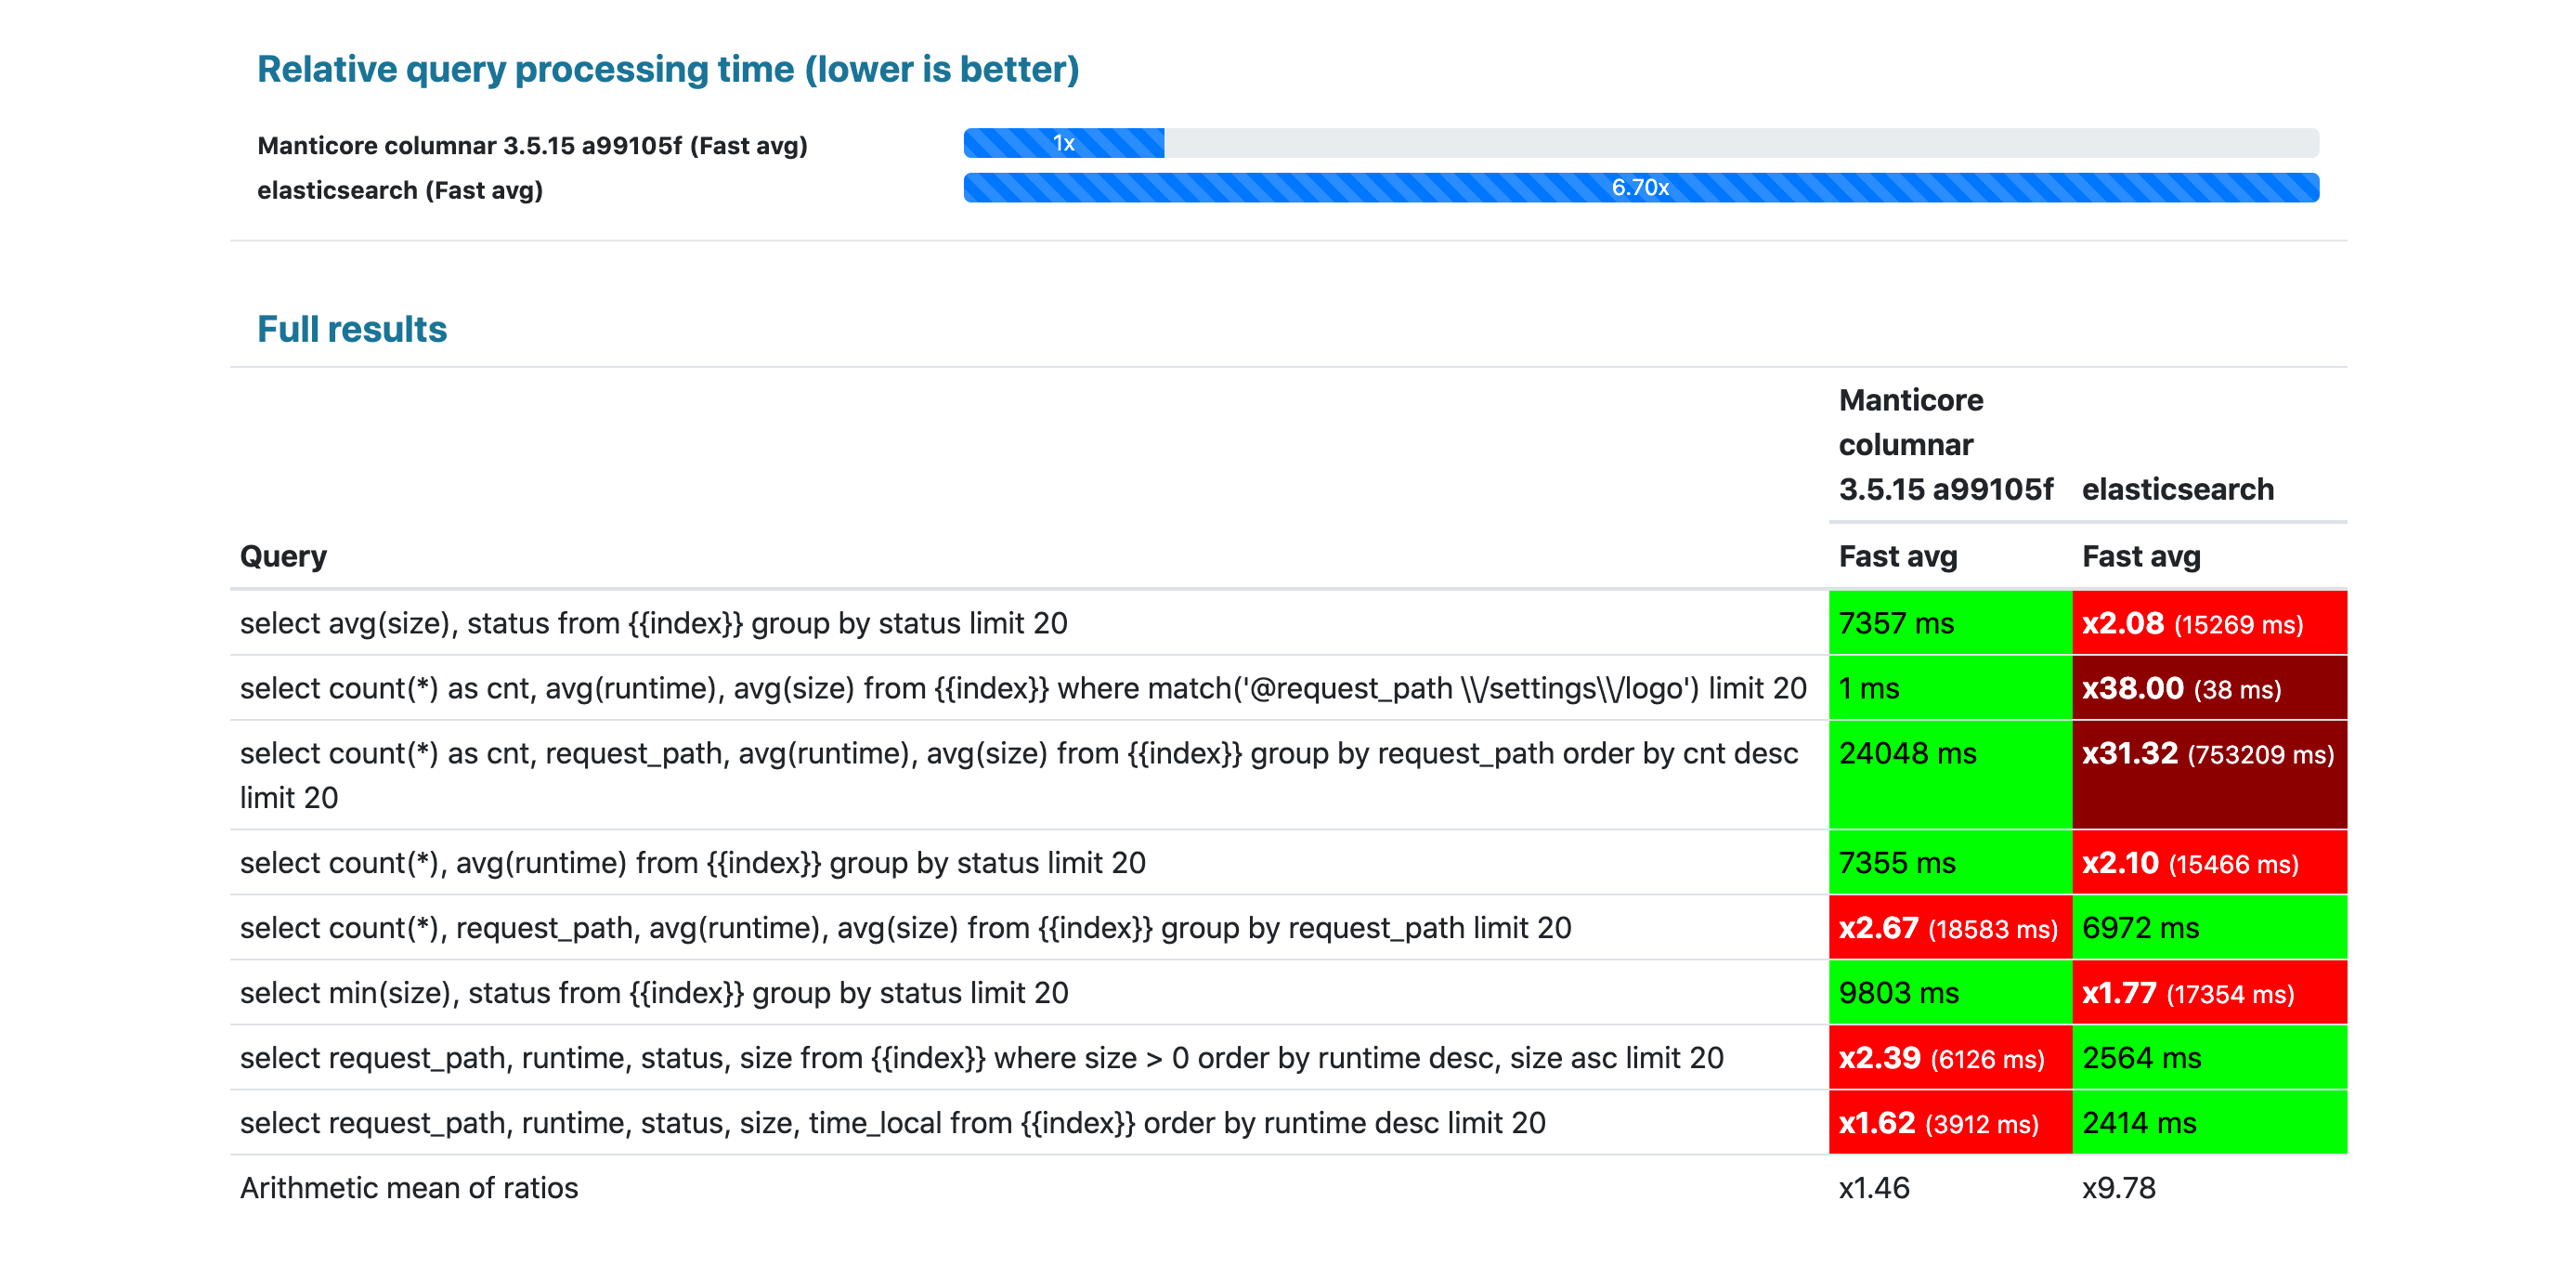 Relative query processing time (lower is better)
Manticore columnar 3.5.15 a99105f (Fast avg)
1x
elasticsearch (Fast avg)
6.70x
Full results
Manticore
columnar
3.5.15 a99105f elasticsearch
Query Fast avg Fast avg
select avg(size), status from {{index}} group by status limit 20 7357 ms x2.08 (15269 ms)
select count(*) as cnt, avg(runtime), avg(size) from {{index}} where match('@request_path \\/settings\\/logo') limit 20 1 ms x38.00 (38 ms)
select count(*) as cnt, request_path, avg(runtime), avg(size) from {{index}} group by request_path order by cnt desc 24048 ms x31.32 (753209 ms)
limit 20
select count(*), avg(runtime) from {{index}} group by status limit 20 7355 ms x2.10 (15466 ms)
select count(*), request_path, avg(runtime), avg(size) from {{index}} group by request_path limit 20 x2.67 (18583 ms) 6972 ms
select min(size), status from {{index}} group by status limit 20 9803 ms x1.77 (17354 ms)
select request_path, runtime, status, size from {{index}} where size > 0 order by runtime desc, size asc limit 20 x2.39 (6126 ms) 2564 ms
select request_path, runtime, status, size, time_local from {{index}} order by runtime desc limit 20 x1.62 (3912 ms) 2414 ms
Arithmetic mean of ratios x1.46 x9.78